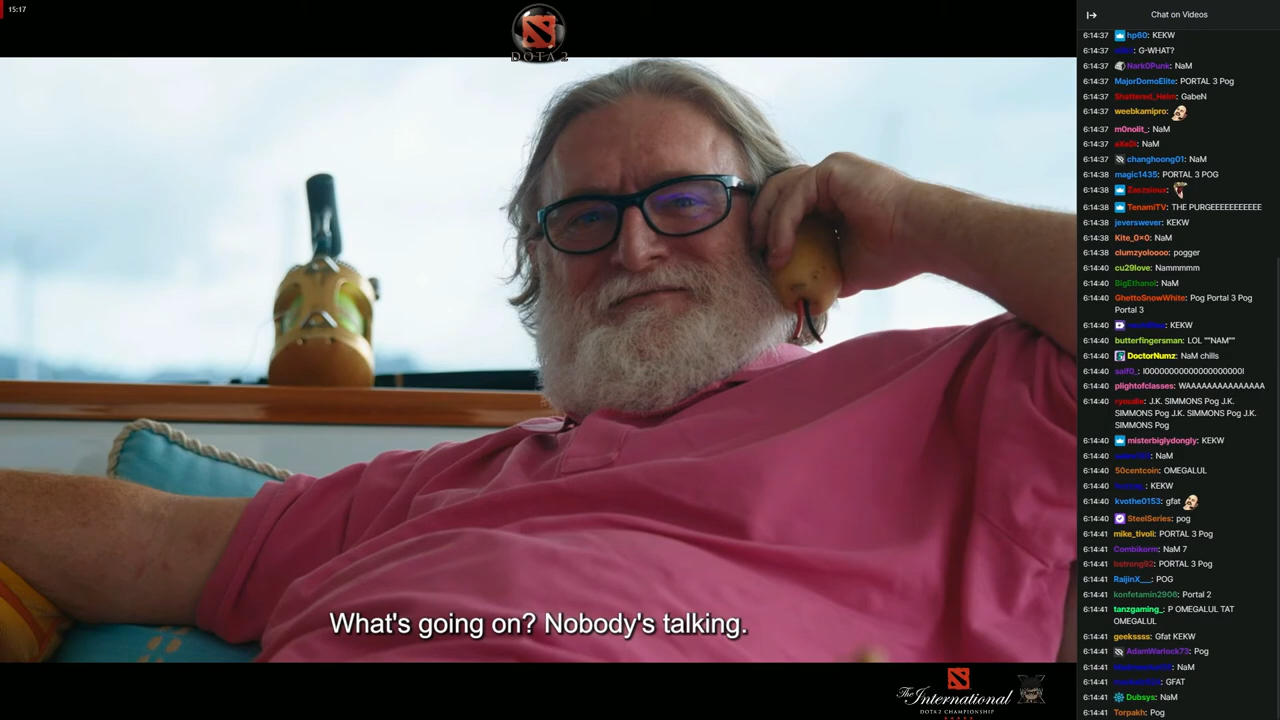 15:17
DOTA 2
What's going on? Nobody's talking.
The International
DOTA 2 CHAMPIONSHIP
Chat on Videos
6:14:37 hp60: KEKW
6:14:37 : G-WHAT?
6:14:37 Nark0Punk: NaM
6:14:37 MajorDomoElite: PORTAL 3 Pog
6:14:37 Shattered_Helm: GabeN
6:14:37 weebkamipro:
6:14:37 m0nolit_: NaM
6:14:37 : NaM
6:14:37 changhoong01: NaM
6:14:38 magic1435: PORTAL 3 POG
6:14:38 Zaszsioux:
6:14:38 TenamiTV: THE PURGEEEEEEEEEEE
6:14:38 jeverswever: KEKW
6:14:38 Kite_0x0: NaM
6:14:38 clumzyoloooo: pogger
6:14:40 cu29love: Nammmmm
6:14:40 BigEthanol: NaM
6:14:40 GhettoSnowWhite: Pog Portal 3 Pog
Portal 3
6:14:40 : KEKW
6:14:40 butterfingersman: LOL ""NAM""
6:14:40 DoctorNumz: NaM chills
6:14:40 salf0_: IOOOOOOOOOOOOOOOOOOOI
6:14:40 plightofclasses: WAAAAAAAAAAAAAAA
6:14:40 : J.K. SIMMONS Pog J.K.
SIMMONS Pog J.K. SIMMONS Pog J.K.
SIMMONS Pog
6:14:40 misterbiglydongly: KEKW
6:14:40 : NaM
6:14:40 50centcoin: OMEGALUL
6:14:40 : KEKW
6:14:40 kvothe0153: gfat
6:14:40 SteelSeries: pog
6:14:41 mike_tivoli: PORTAL 3 Pog
6:14:41 Combikorm: NaM 7
6:14:41 : PORTAL 3 Pog
6:14:41 RaijinX___: POG
6:14:41 konfetamin2906: Portal 2
6:14:41 tanzgaming_: P OMEGALUL TAT
OMEGALUL
6:14:41 geekssss: Gfat KEKW
6:14:41 AdamWarlock73: Pog
6:14:41 : NaM
6:14:41 : GFAT
6:14:41 Dubsys: NaM
6:14:41 Torpakh: Pog